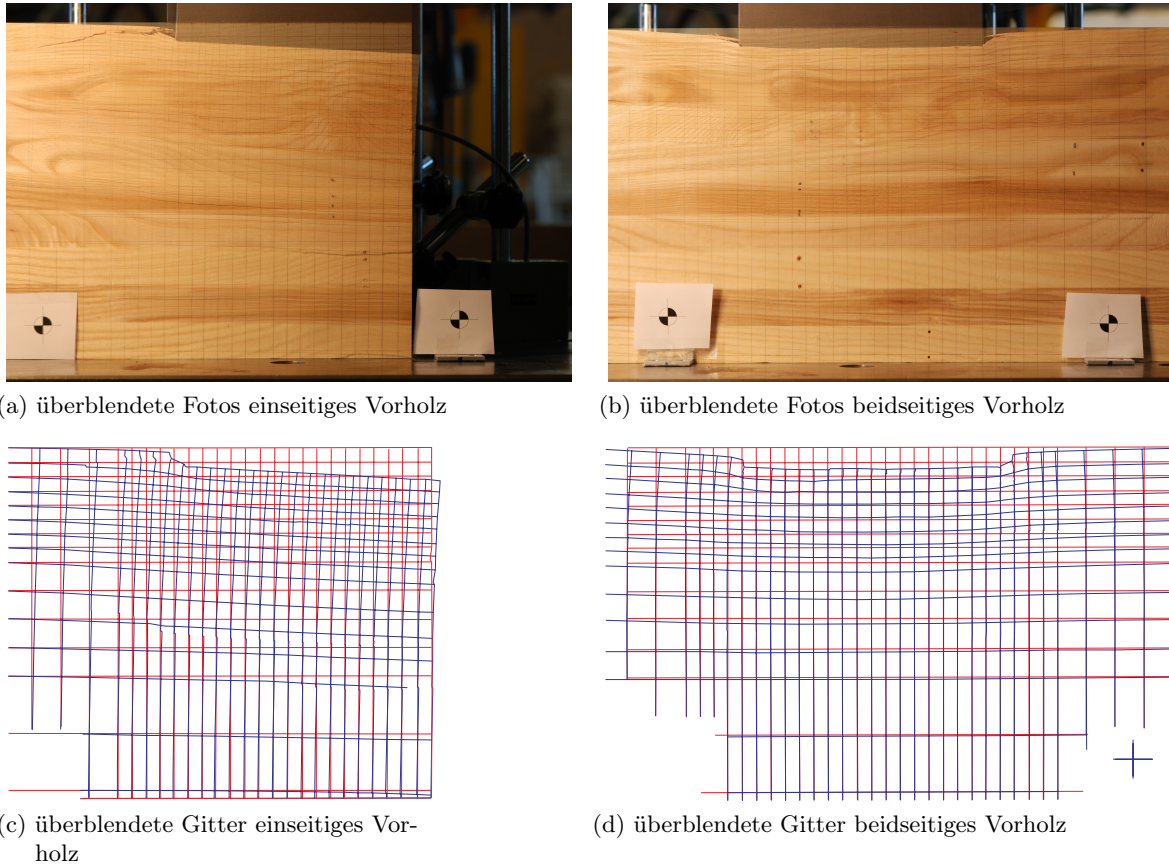 (a) überblendete Fotos einseitiges Vorholz
(b) überblendete Fotos beidseitiges Vorholz
(c) überblendete Gitter einseitiges Vor-
holz
(d) überblendete Gitter beidseitiges Vorholz